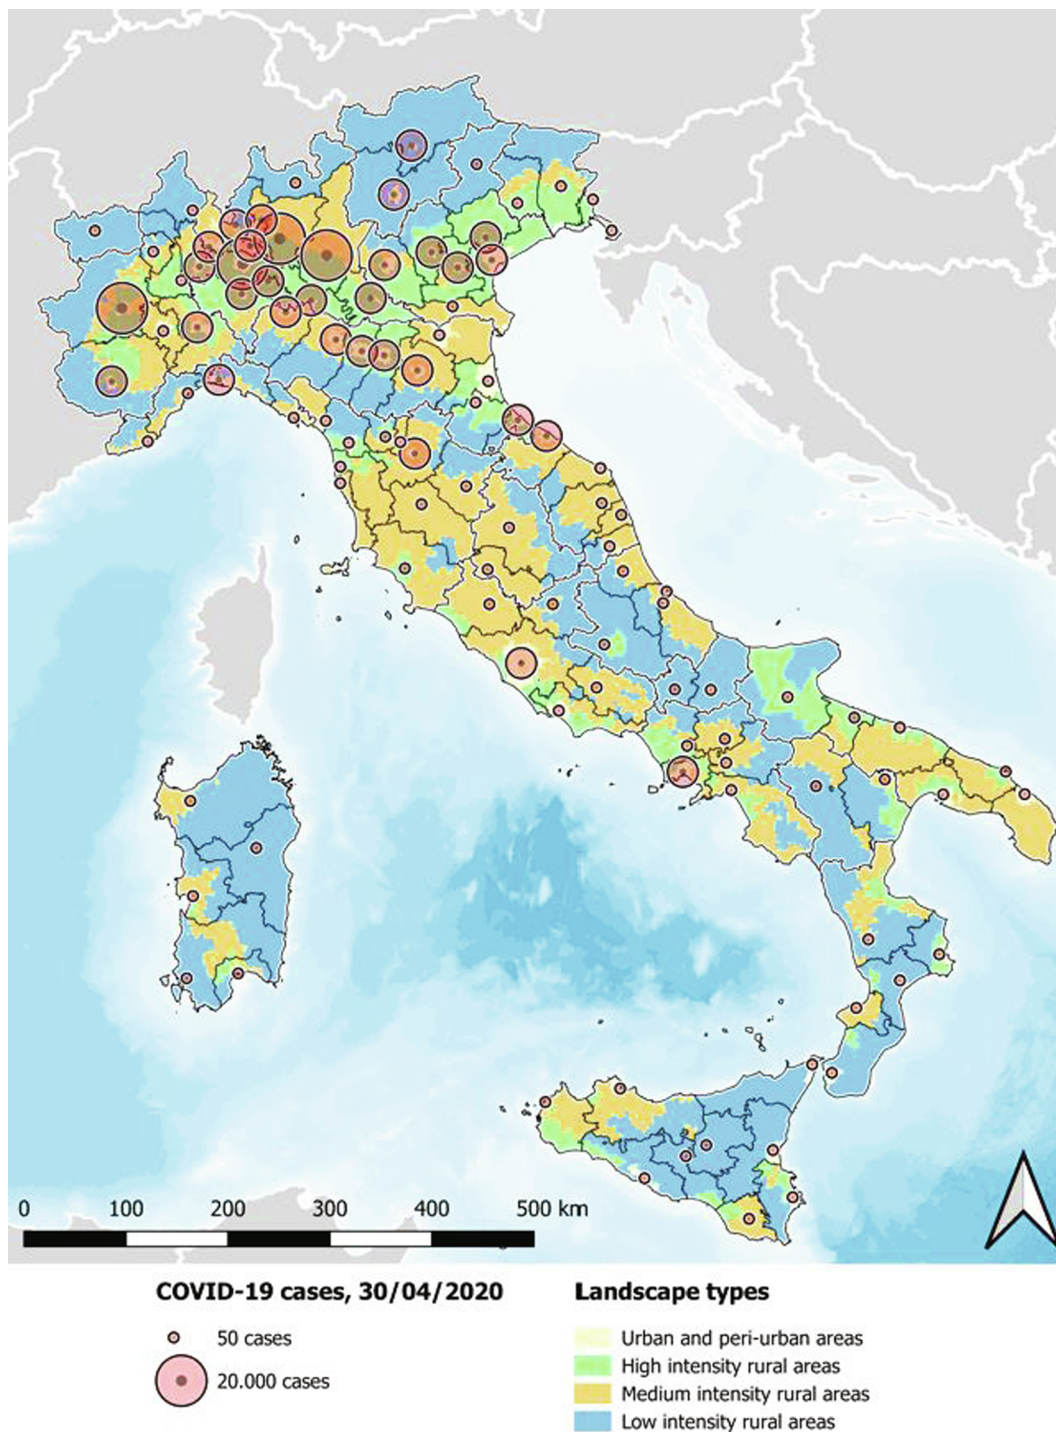 0 100 200 300 400 500 km
COVID-19 cases, 30/04/2020
50 cases
20.000 cases
Landscape types
Urban and peri-urban areas
High intensity rural areas
Medium intensity rural areas
Low intensity rural areas